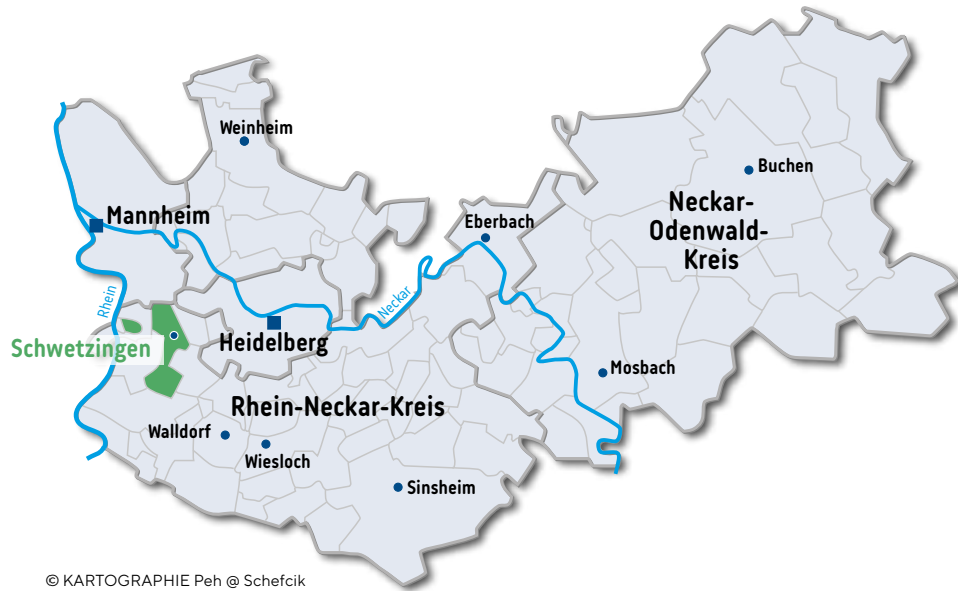 Weinheim
Buchen
Mannheim
Eberbach
Neckar-
Odenwald-
Kreis
Rhein
Neckar
Schwetzingen
Heidelberg
Mosbach
Rhein-Neckar-Kreis
Walldorf
Wiesloch
Sinsheim
© KARTOGRAPHIE Peh @ Schefcik